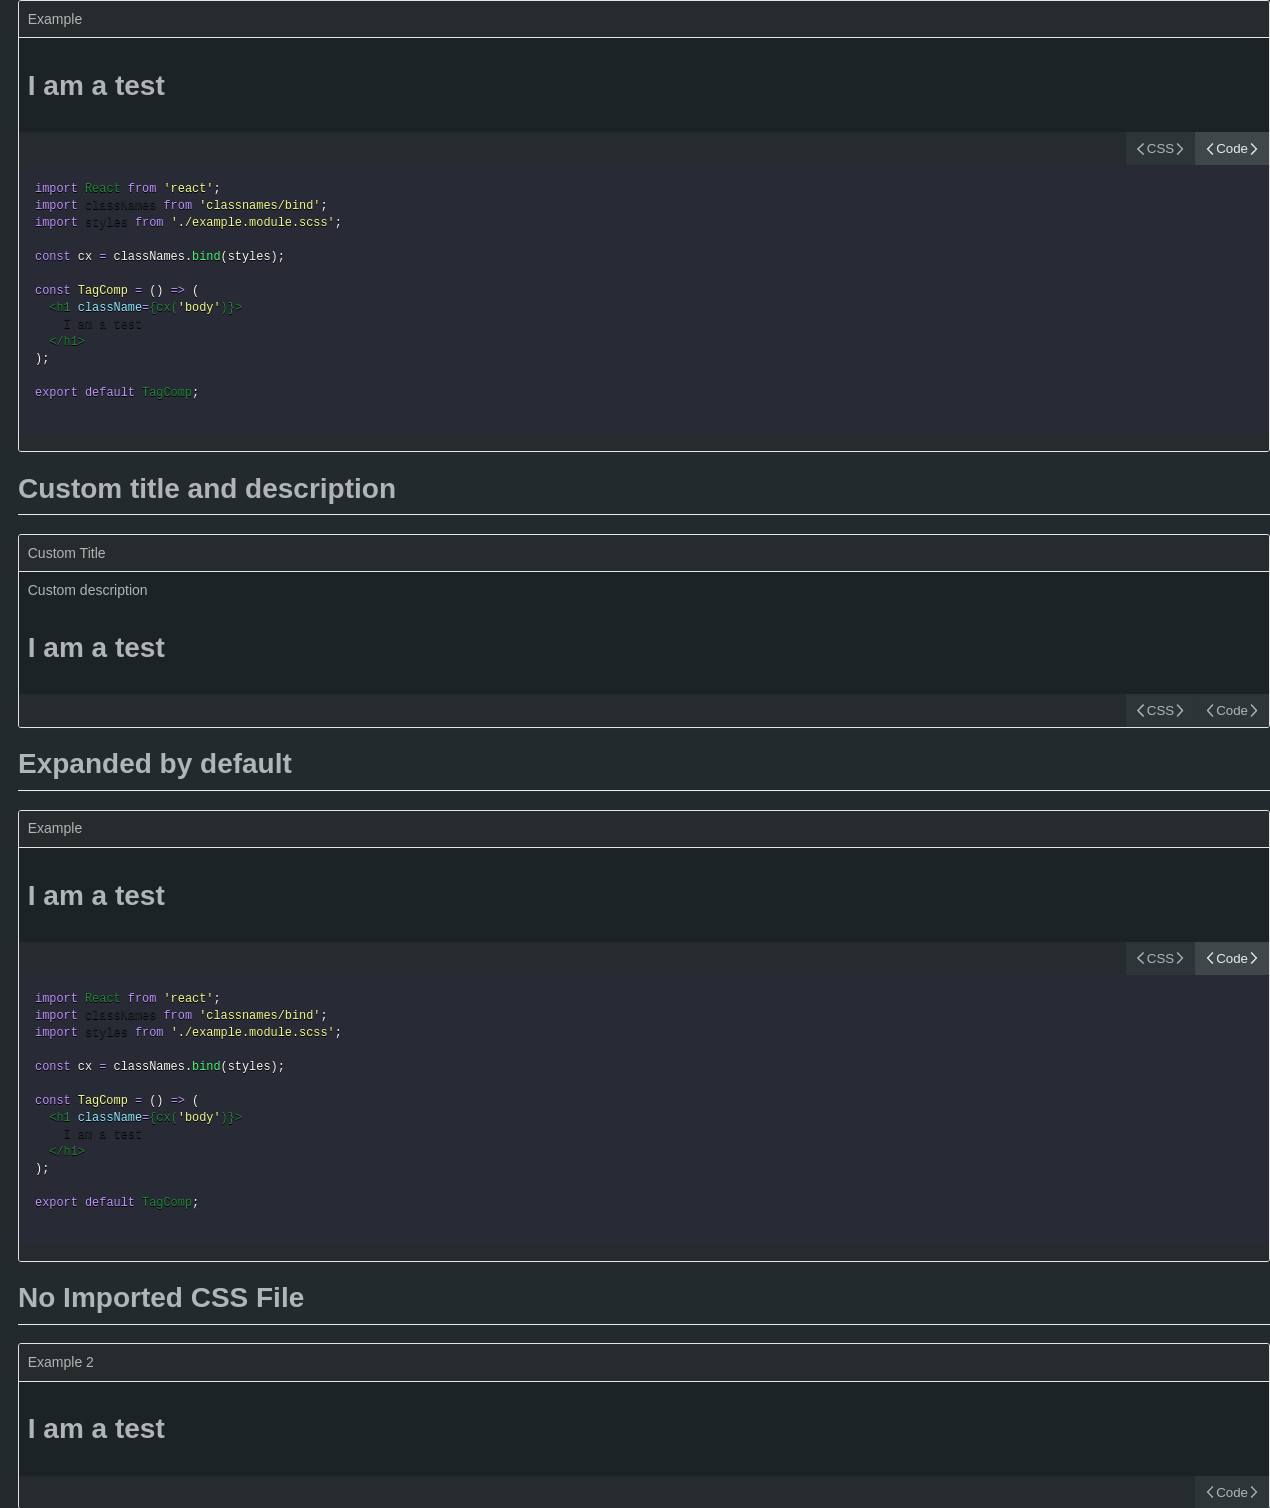 Example
I am a test
CSS Code
import React from 'react';
import classNames from 'classnames/bind';
import styles from './example.module.scss';
const cx = classNames.bind(styles);
const TagComp = () => (
<h1 className={cx('body')}>
I am a test
</h1>
);
export default TagComp;
Custom title and description
Custom Title
Custom description
I am a test
CSS Code
Expanded by default
Example
I am a test
CSS Code
import React from 'react';
import classNames from 'classnames/bind';
import styles from './example.module.scss';
const cx = classNames.bind(styles);
const TagComp = () => (
<h1 className={cx('body')}>
I am a test
</h1>
);
export default TagComp;
No Imported CSS File
Example 2
I am a test
Code